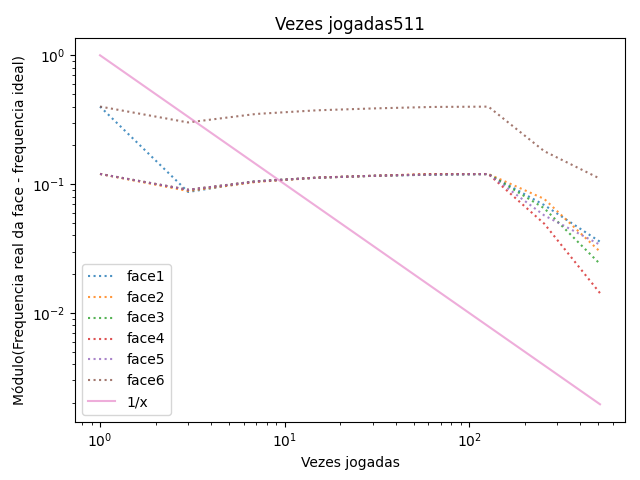 Vezes jogadas511
Módulo(Frequencia real da face - frequencia ideal)
10⁰
10⁻¹
10⁻²
face1
face2
face3
face4
face5
face6
1/x
10⁰ 10¹ 10²
Vezes jogadas